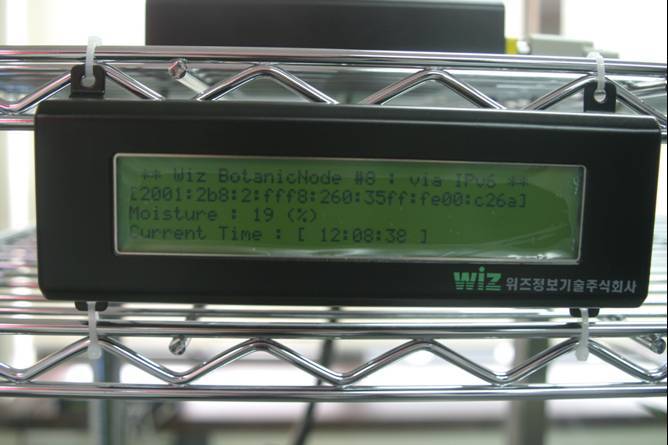 ** Wiz BotanicNode #8 : via IPv6 **
[2001:2b8:2:fff8:260:35ff:fe00:c26a]
Moisture : 19 (%)
Current Time : [ 12:08:38 ]
wiz 위즈정보기술주식회사